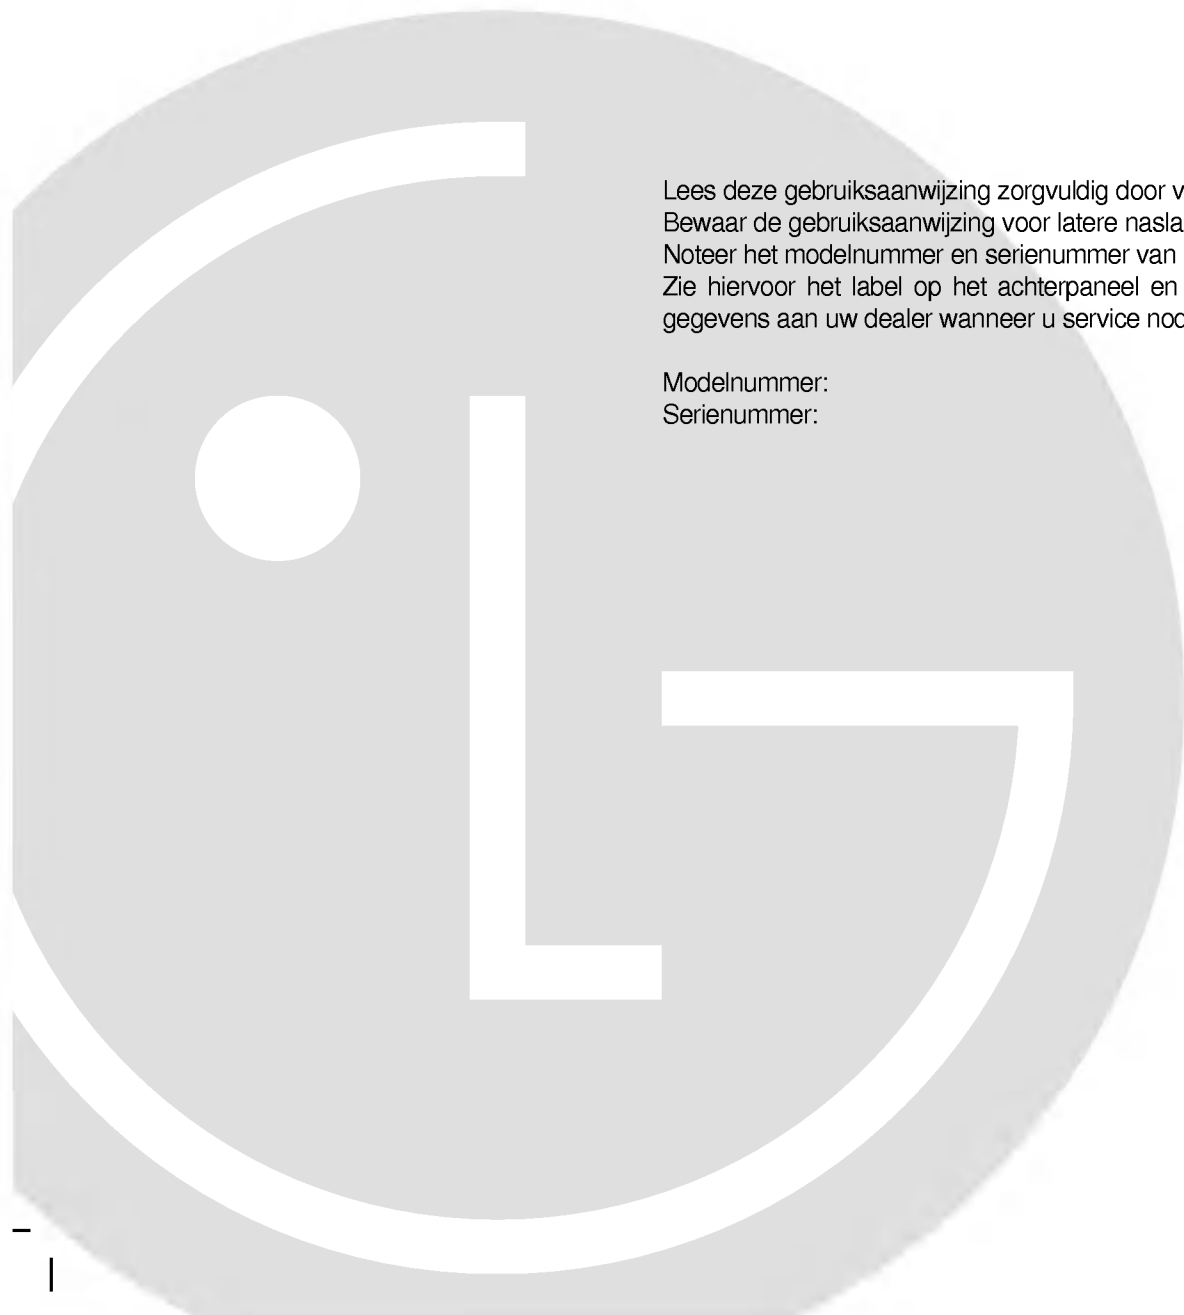 Lees deze gebruiksaanwijzing zorgvuldig door
Bewaar de gebruiksaanwijzing voor latere
Noteer het modelnummer en serienummer van
Zie hiervoor het label op het achterpaneel en
gegevens aan uw dealer wanneer u service
Modelnummer:
Serienummer: